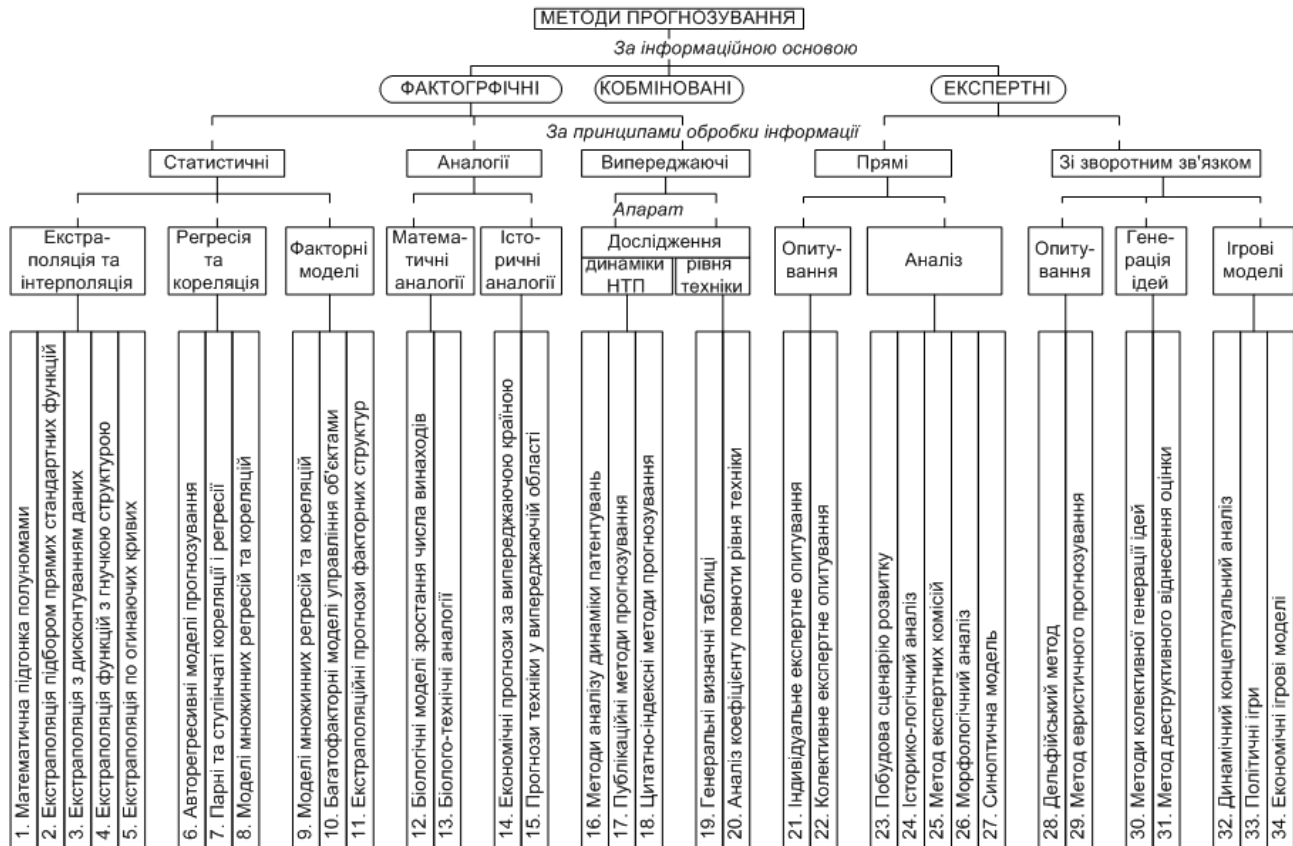 МЕТОДИ ПРОГНОЗУВАННЯ
За інформаційною основою
ФАКТОГРФІЧНІ
КОБМІНОВАНІ
ЕКСПЕРТНІ
За принципами обробки інформації
Статистичні
Аналогії
Випереджаючі
Прямі
Зі зворотним зв'язком
Апарат
Екстра-
поляція та
інтерполяція
Регресія
та
кореляція
Факторні
моделі
Матема-
тичні
аналогії
Істо-
ричні
аналогії
Дослідження
динаміки
НТП
рівня
техніки
Опиту-
вання
Аналіз
Опиту-
вання
Гене-
рація
ідей
Ігрові
моделі
1. Математична підгонка полуномами
2. Екстраполяція підбором прямих стандартних функцій
3. Екстраполяція з дисконтуванням даних
4. Екстраполяція функцій з гнучкою структурою
5. Екстраполяція по огинаючих кривих
6. Авторегресивні моделі прогнозування
7. Парні та ступінчаті кореляції і регресії
8. Моделі множинних регресій та кореляцій
9. Моделі множинних регресій та кореляцій
10. Багатофакторні моделі управління об'єктами
11. Екстраполяційні прогнози факторних структур
12. Біологічні моделі зростання числа винаходів
13. Біолого-технічні аналогії
14. Економічні прогнози за випереджаючою країною
15. Прогнози техніки у випереджаючій області
16. Методи аналізу динаміки патентувань
17. Публікаційні методи прогнозування
18. Цитатно-індексні методи прогнозування
19. Генеральні визначні таблиці
20. Аналіз коефіцієнту повноти рівня техніки
21. Індивідуальне експертне опитування
22. Колективне експертне опитування
23. Побудова сценарію розвитку
24. Історико-логічний аналіз
25. Метод експертних комісій
26. Морфологічний аналіз
27. Синоптична модель
28. Дельфійський метод
29. Метод евристичного прогнозування
30. Методи колективної генерації ідей
31. Метод деструктивного віднесення оцінки
32. Динамічний концептуальний аналіз
33. Політичні ігри
34. Економічні ігрові моделі